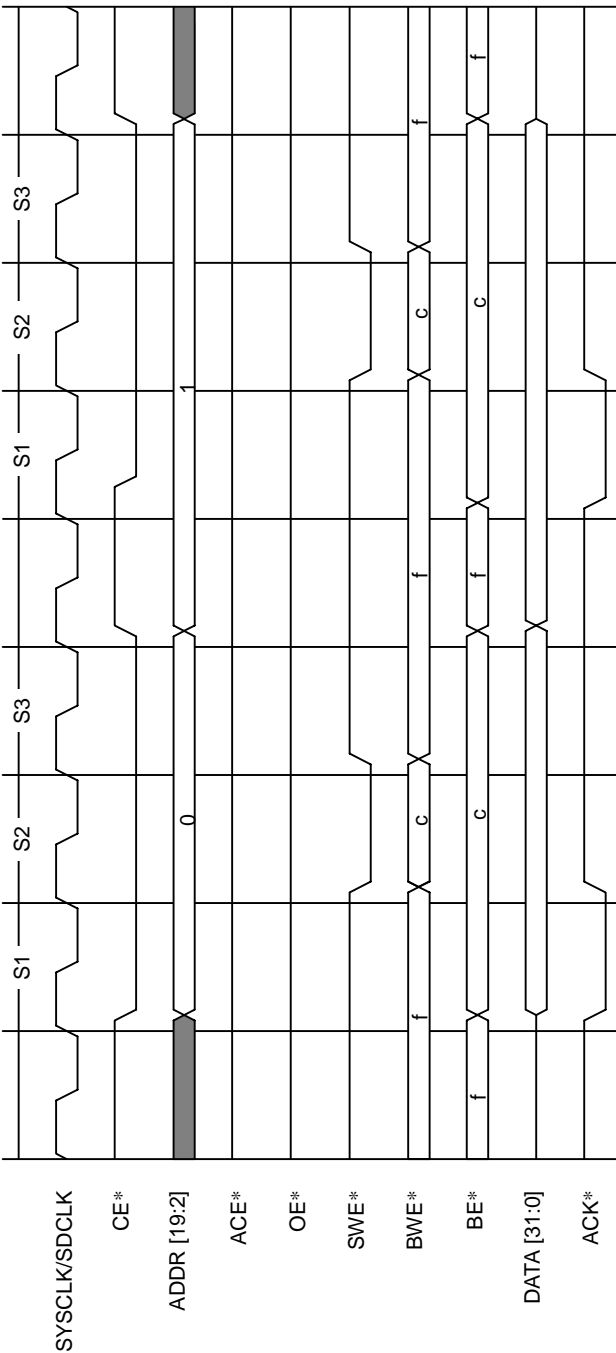 S1 S2 S3 S1 S2 S3
SYSCLK/SDCLK
CE*
ADDR [19:2] 0 1
ACE*
OE*
SWE*
BWE* f c f c f
BE* f c f c f
DATA [31:0]
ACK*